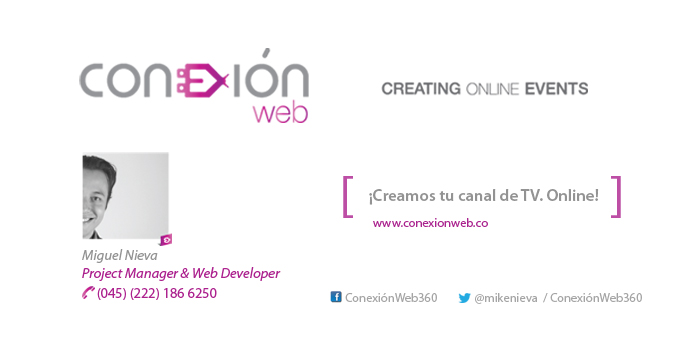 conExión
web
CREATING ONLINE EVENTS
¡Creamos tu canal de TV. Online!
www.conexionweb.co
Miguel Nieva
Project Manager & Web Developer
(045) (222) 186 6250
ConexiónWeb360
@mikenieva / ConexiónWeb360